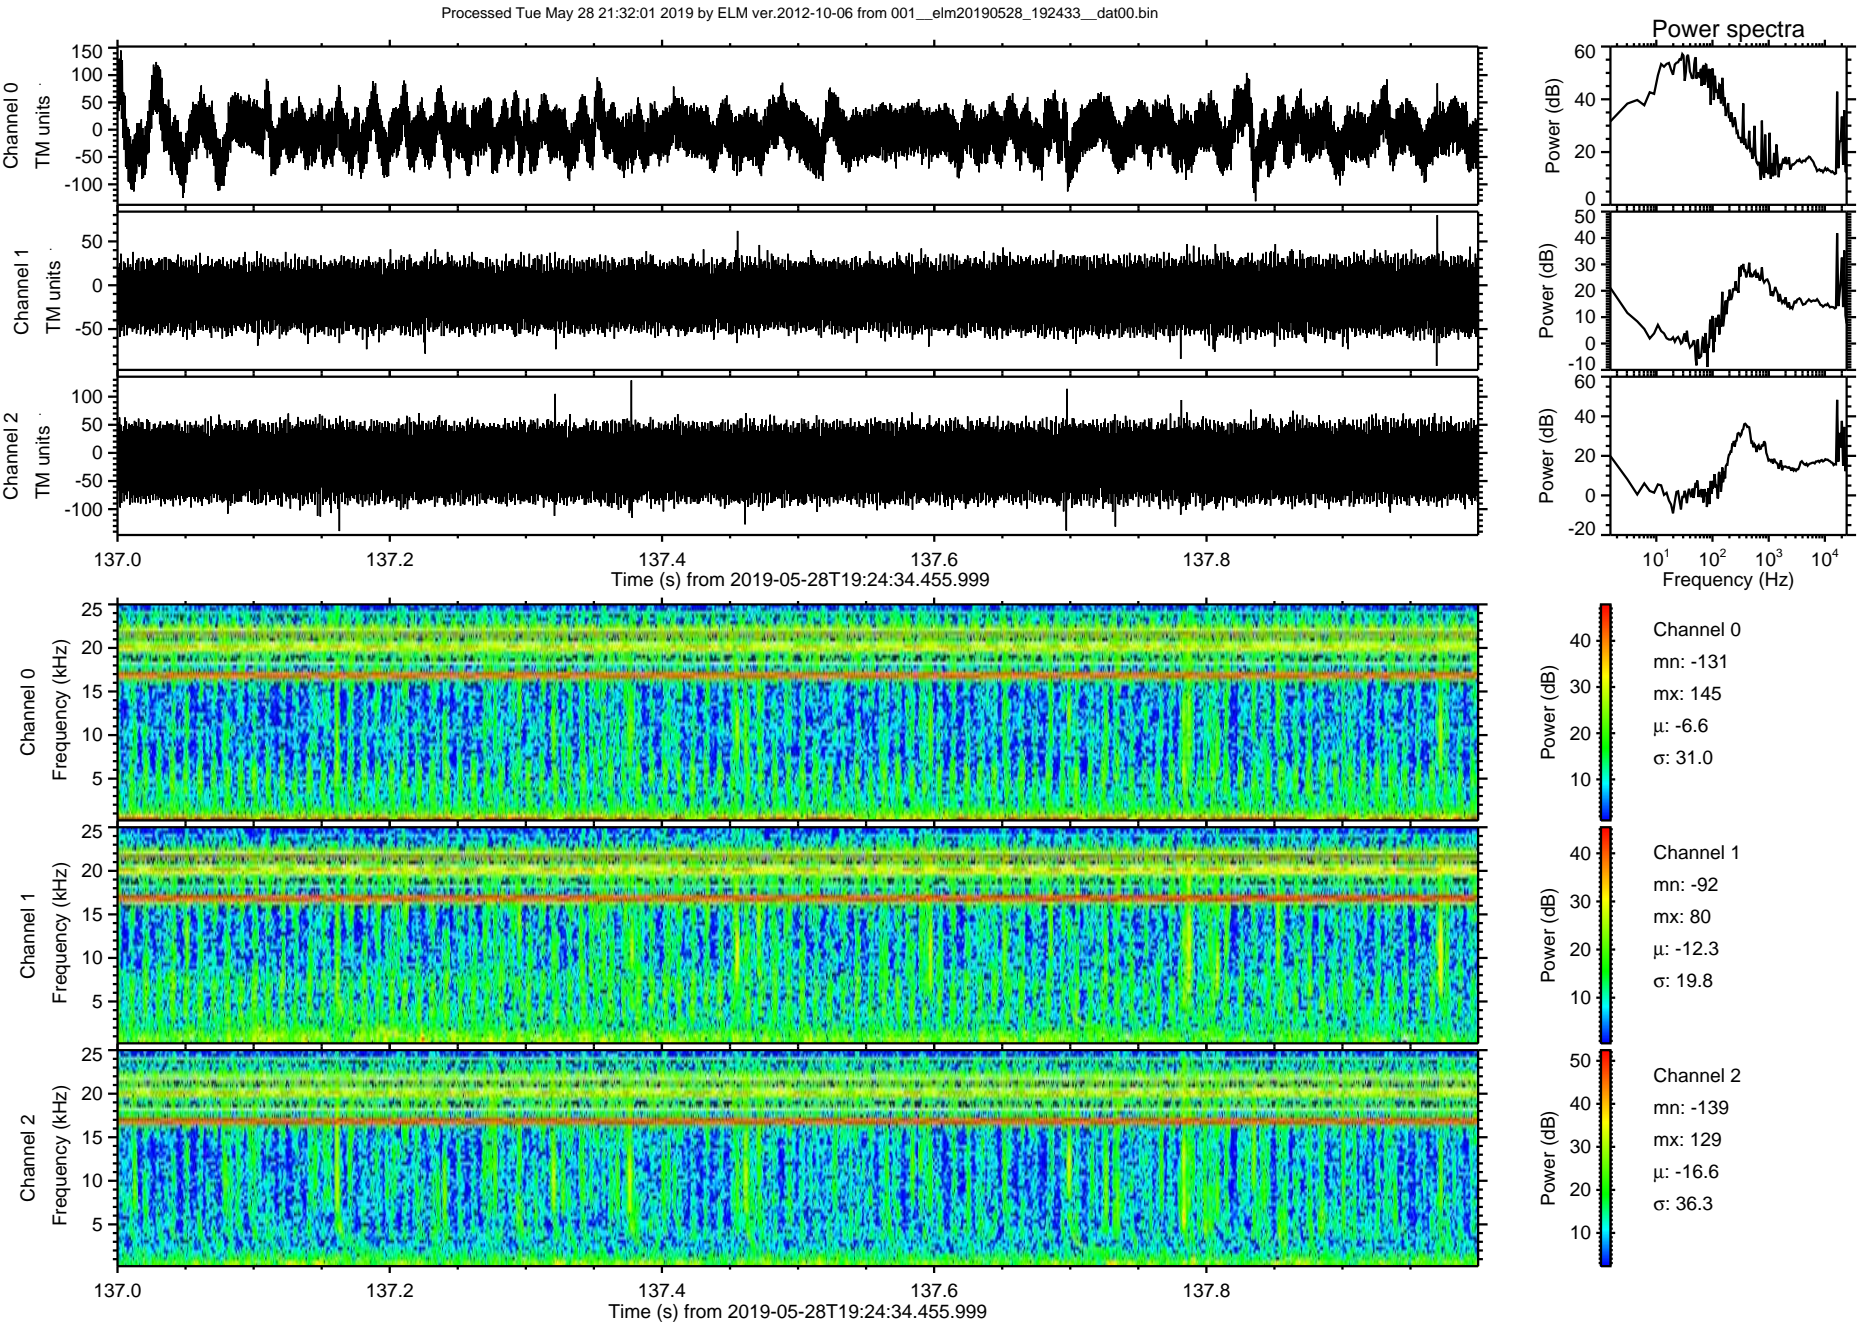 Processed Tue May 28 21:32:01 2019 by ELM ver.2012-10-06 from 001__elm20190528_192433__dat00.bin
Power spectra
Channel 0
TM units
150
100
50
0
-50
-100
Power (dB)
60
40
20
0
Channel 1
TM units
50
0
-50
Power (dB)
50
40
30
20
10
0
-10
Channel 2
TM units
100
50
0
-50
-100
Power (dB)
60
40
20
0
-20
137.0 137.2 137.4 137.6 137.8
Time (s) from 2019-05-28T19:24:34.455.999
10¹ 10² 10³ 10⁴
Frequency (Hz)
Channel 0
Frequency (kHz)
25
20
15
10
5
Power (dB)
40
30
20
10
Channel 0
mn: -131
mx: 145
μ: -6.6
σ: 31.0
Channel 1
Frequency (kHz)
25
20
15
10
5
Power (dB)
40
30
20
10
Channel 1
mn: -92
mx: 80
μ: -12.3
σ: 19.8
Channel 2
Frequency (kHz)
25
20
15
10
5
Power (dB)
50
40
30
20
10
Channel 2
mn: -139
mx: 129
μ: -16.6
σ: 36.3
137.0 137.2 137.4 137.6 137.8
Time (s) from 2019-05-28T19:24:34.455.999